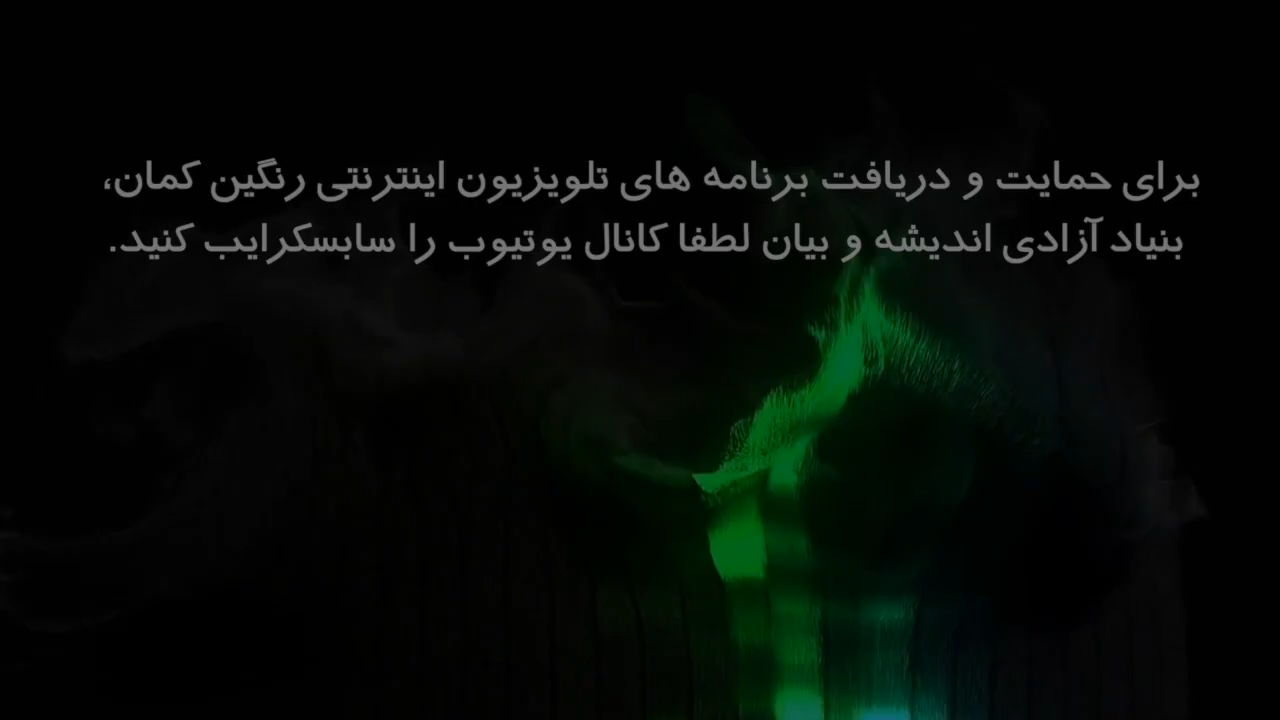 برای حمایت و دریافت برنامه های تلویزیون اینترنتی رنگین کمان،
بنیاد آزادی اندیشه و بیان لطفا کانال یوتیوب را سابسکرایب کنید.